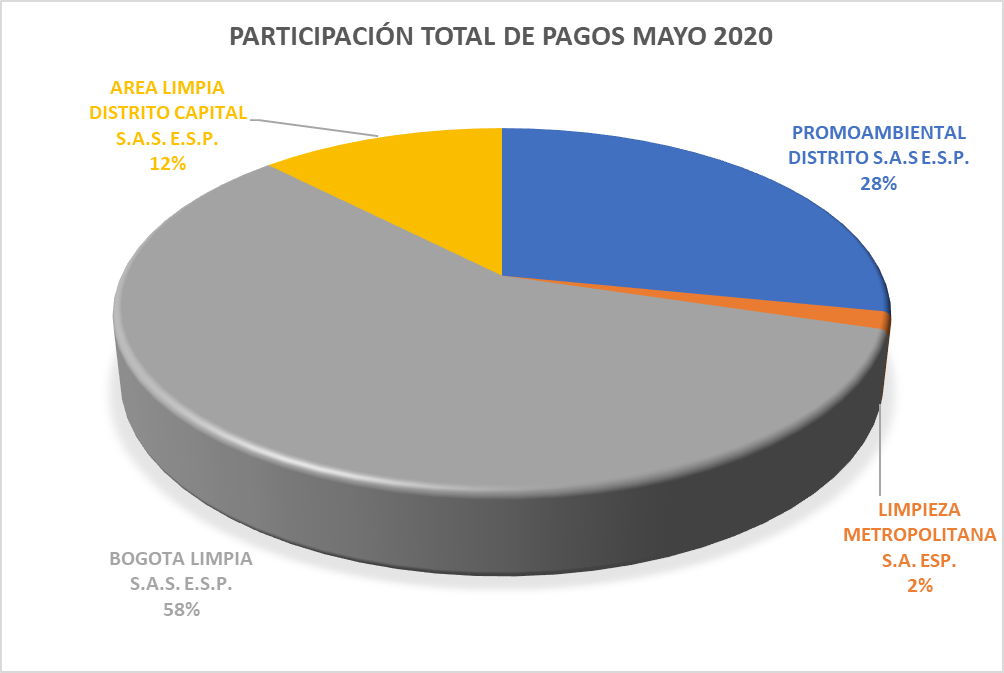 PARTICIPACIÓN TOTAL DE PAGOS MAYO 2020
AREA LIMPIA
DISTRITO CAPITAL
S.A.S. E.S.P.
12%
PROMOAMBIENTAL
DISTRITO S.A.S E.S.P.
28%
LIMPIEZA
METROPOLITANA
S.A. ESP.
2%
BOGOTA LIMPIA
S.A.S. E.S.P.
58%